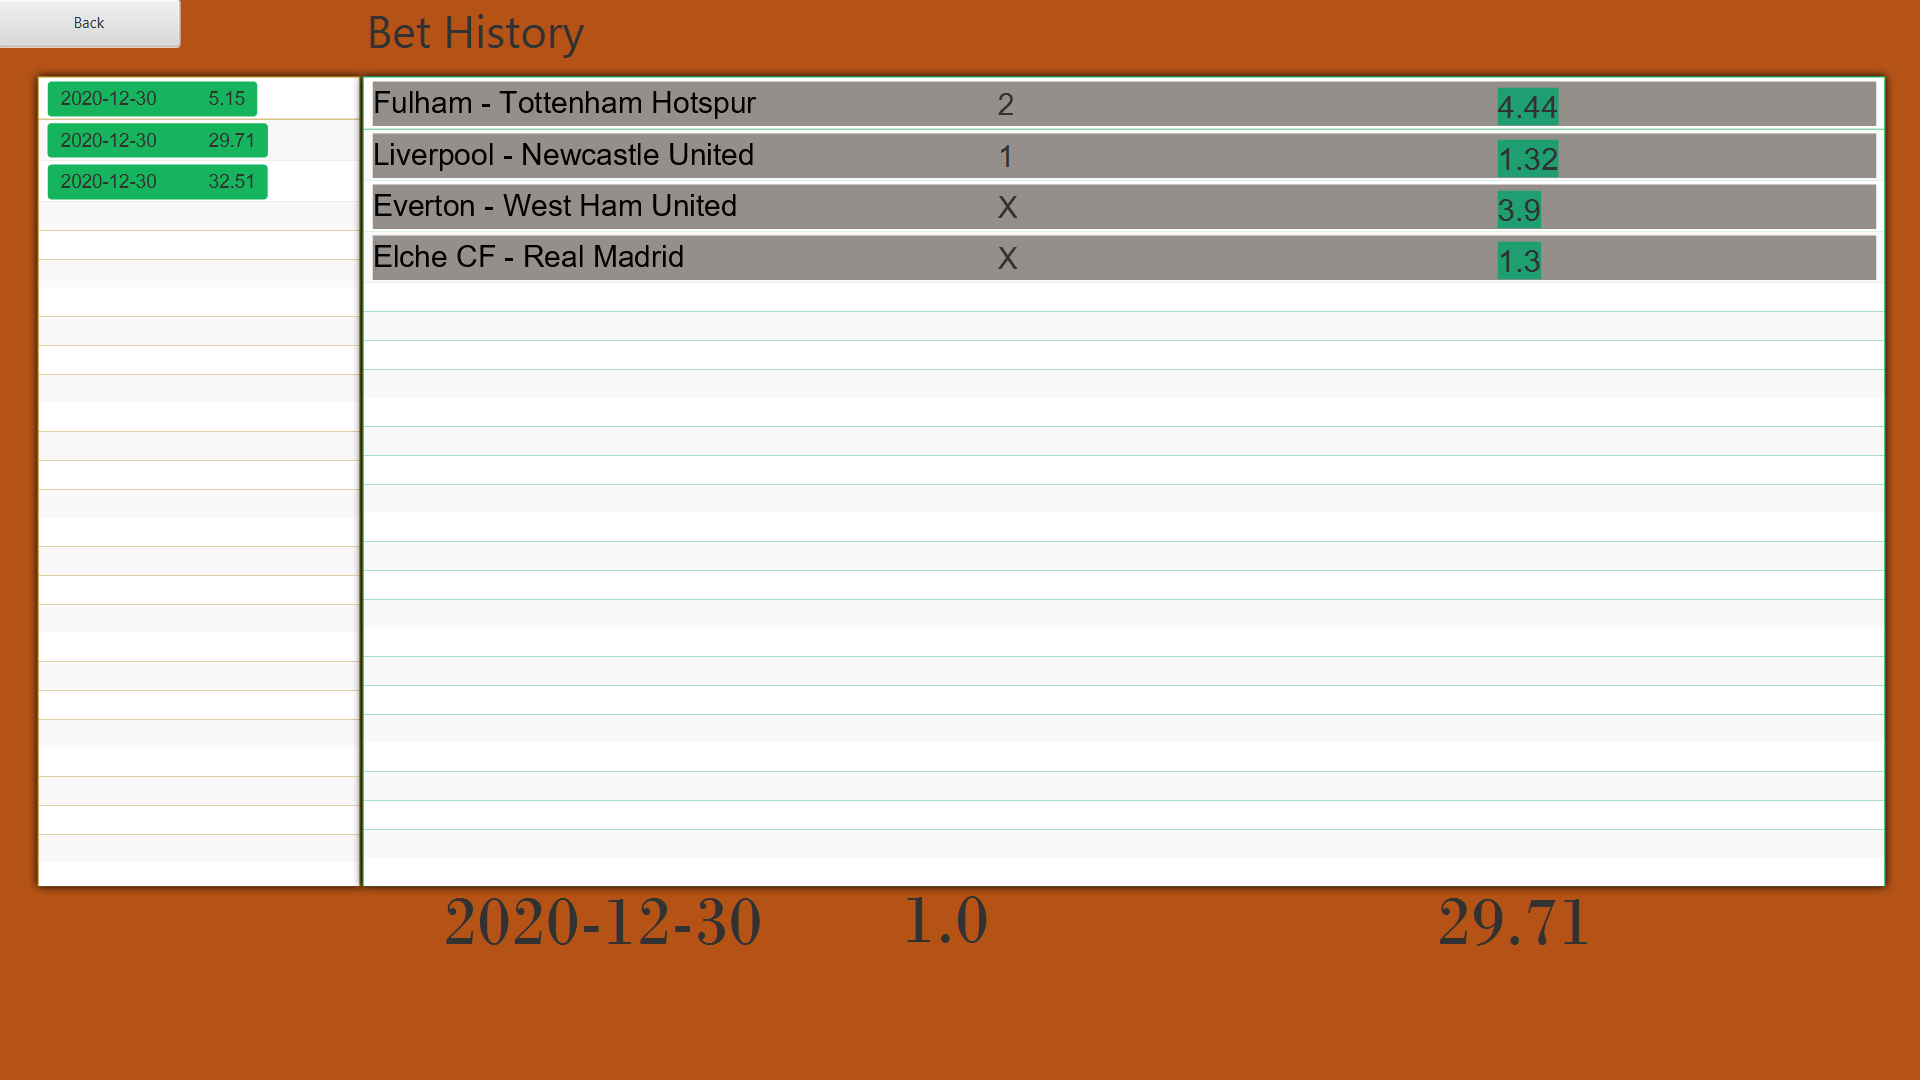 Back
Bet History
2020-12-30 5.15
2020-12-30 29.71
2020-12-30 32.51
Fulham - Tottenham Hotspur 2 4.44
Liverpool - Newcastle United 1 1.32
Everton - West Ham United X 3.9
Elche CF - Real Madrid X 1.3
2020-12-30 1.0 29.71